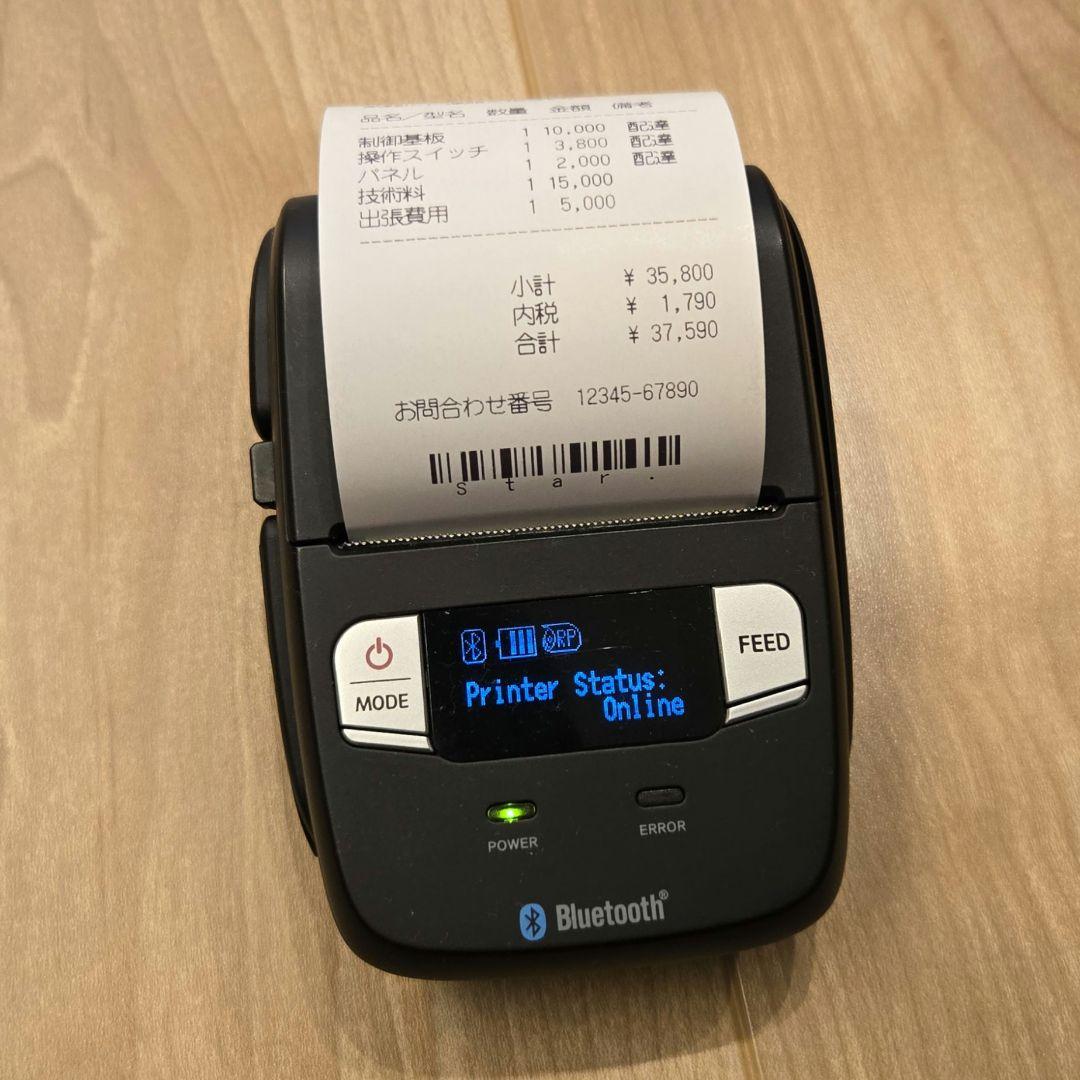 品名／型名 数量 金額 備考
制御基板 1 10,000 配達
操作スイッチ 1 3,800 配達
パネル 1 2,000 配達
技術料 1 15,000
出張費用 1 5,000
小計 ¥ 35,800
内税 ¥ 1,790
合計 ¥ 37,590
お問合わせ番号 12345-67890
Star.
RP
Printer Status:
Online
MODE
FEED
POWER
ERROR
Bluetooth®